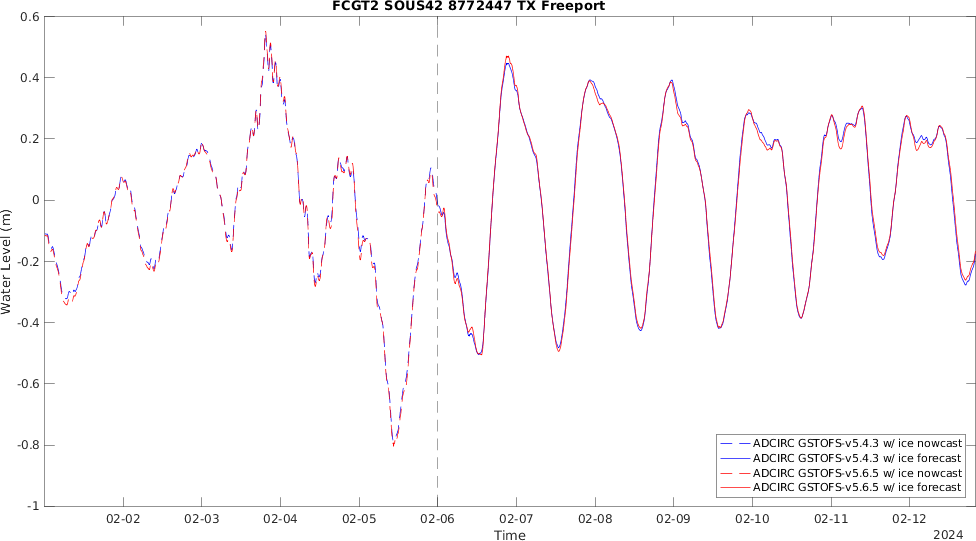 FCGT2 SOUS42 8772447 TX Freeport
0.6
0.4
0.2
0
-0.2
-0.4
-0.6
-0.8
-1
Water Level (m)
ADCIRC GSTOFS-v5.4.3 w/ ice nowcast
ADCIRC GSTOFS-v5.4.3 w/ ice forecast
ADCIRC GSTOFS-v5.6.5 w/ ice nowcast
ADCIRC GSTOFS-v5.6.5 w/ ice forecast
02-02 02-03 02-04 02-05 02-06 02-07 02-08 02-09 02-10 02-11 02-12
Time
2024